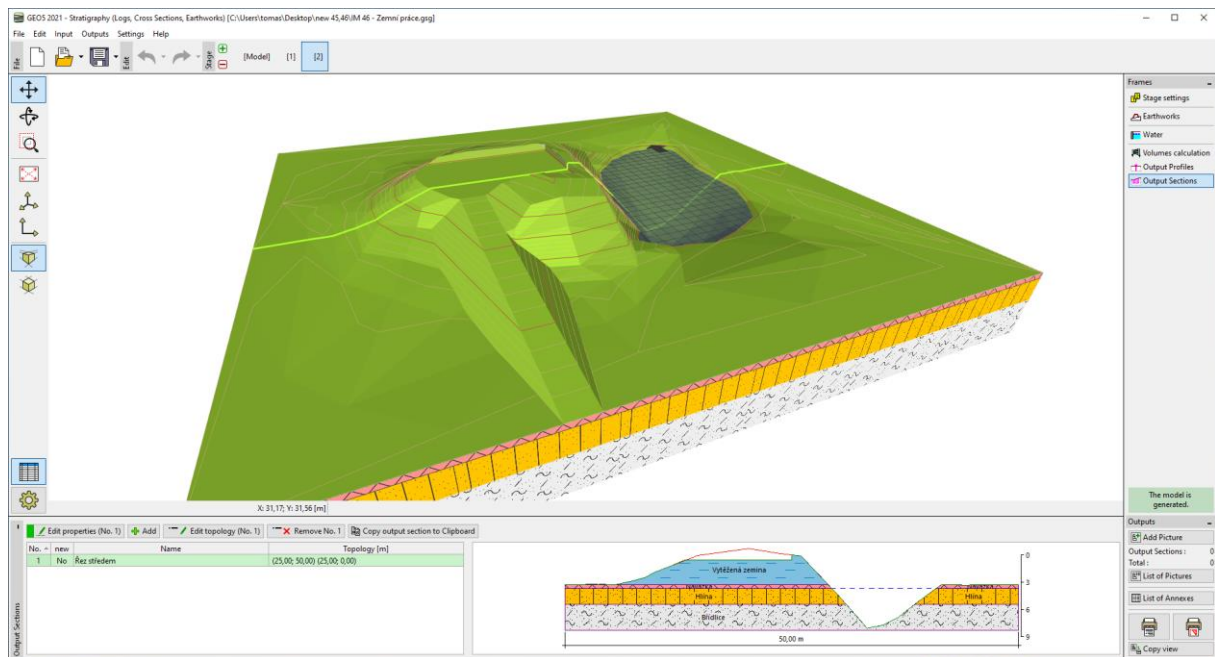 GEO5 2021 - Stratigraphy (Logs, Cross Sections, Earthworks) [C:\Users\tomas\Desktop\new 45,46\IM 46 - Zemní práce.gsg]
File Edit Input Outputs Settings Help
File
Edit
Stage
[Model] [1] [2]
Frames
Stage settings
Earthworks
Water
Volumes calculation
Output Profiles
Output Sections
The model is
generated.
X: 31,17; Y: 31,56 [m]
Outputs
Add Picture
Output Sections : 0
Total : 0
List of Pictures
List of Annexes
Copy view
Output Sections
Edit properties (No. 1) Add Edit topology (No. 1) Remove No. 1 Copy output section to Clipboard
No. new Name Topology [m]
1 No Řez středem (25,00; 50,00) (25,00; 0,00)
Vytěžená zemina
Hlína
Hlína
Břidlice
50,00 m
0
3
6
9